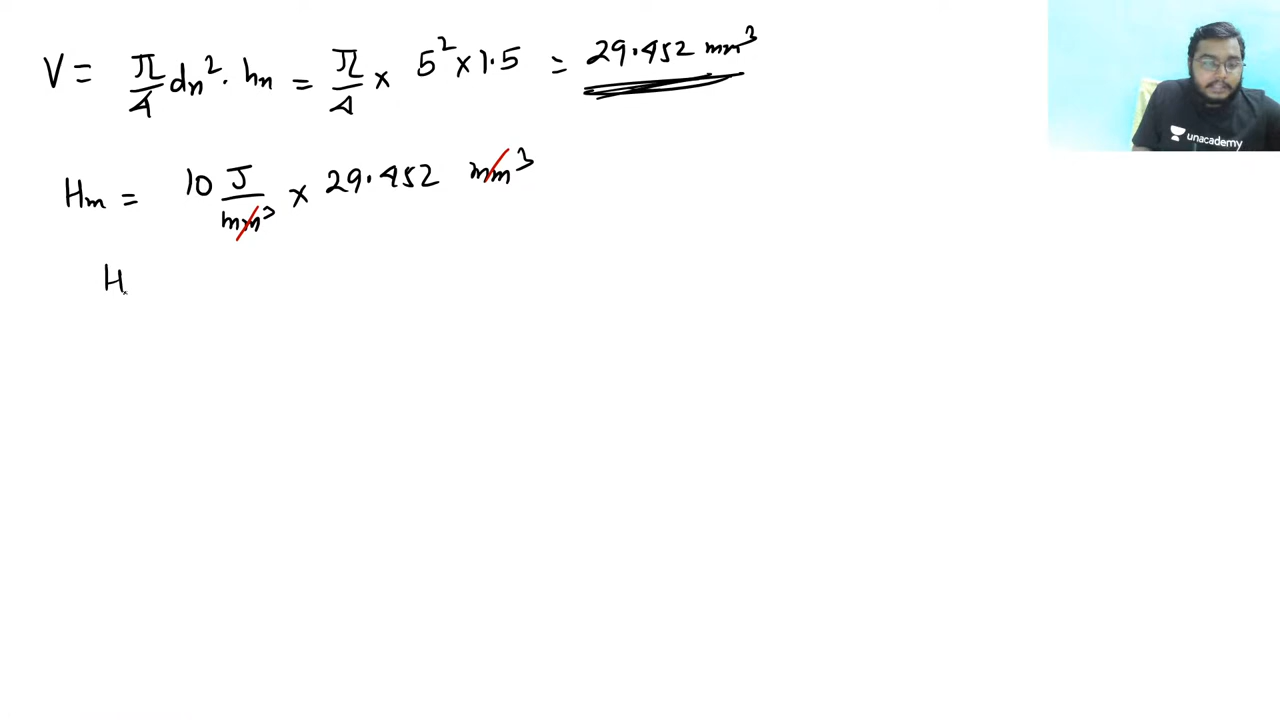 V = π/4 dn². hn = π/4 × 5² × 1.5 = 29.452 mm³
unacademy
Hm = 10 J/mm³ × 29.452 mm³
H